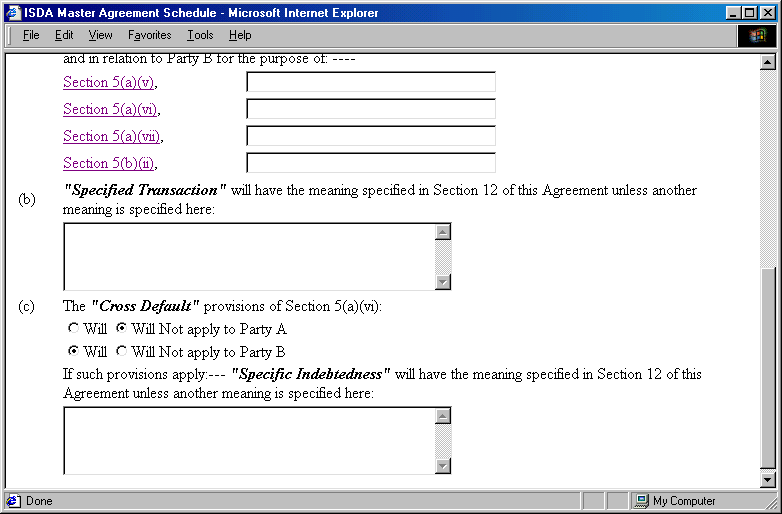 ISDA Master Agreement Schedule - Microsoft Internet Explorer
File Edit View Favorites Tools Help
and in relation to Party B for the purpose of: ----
Section 5(a)(v),
Section 5(a)(vi),
Section 5(a)(vii),
Section 5(b)(ii),
(b) "Specified Transaction" will have the meaning specified in Section 12 of this Agreement unless another
meaning is specified here:
(c) The "Cross Default" provisions of Section 5(a)(vi):
Will Will Not apply to Party A
Will Will Not apply to Party B
If such provisions apply:--- "Specific Indebtedness" will have the meaning specified in Section 12 of this
Agreement unless another meaning is specified here:
Done My Computer